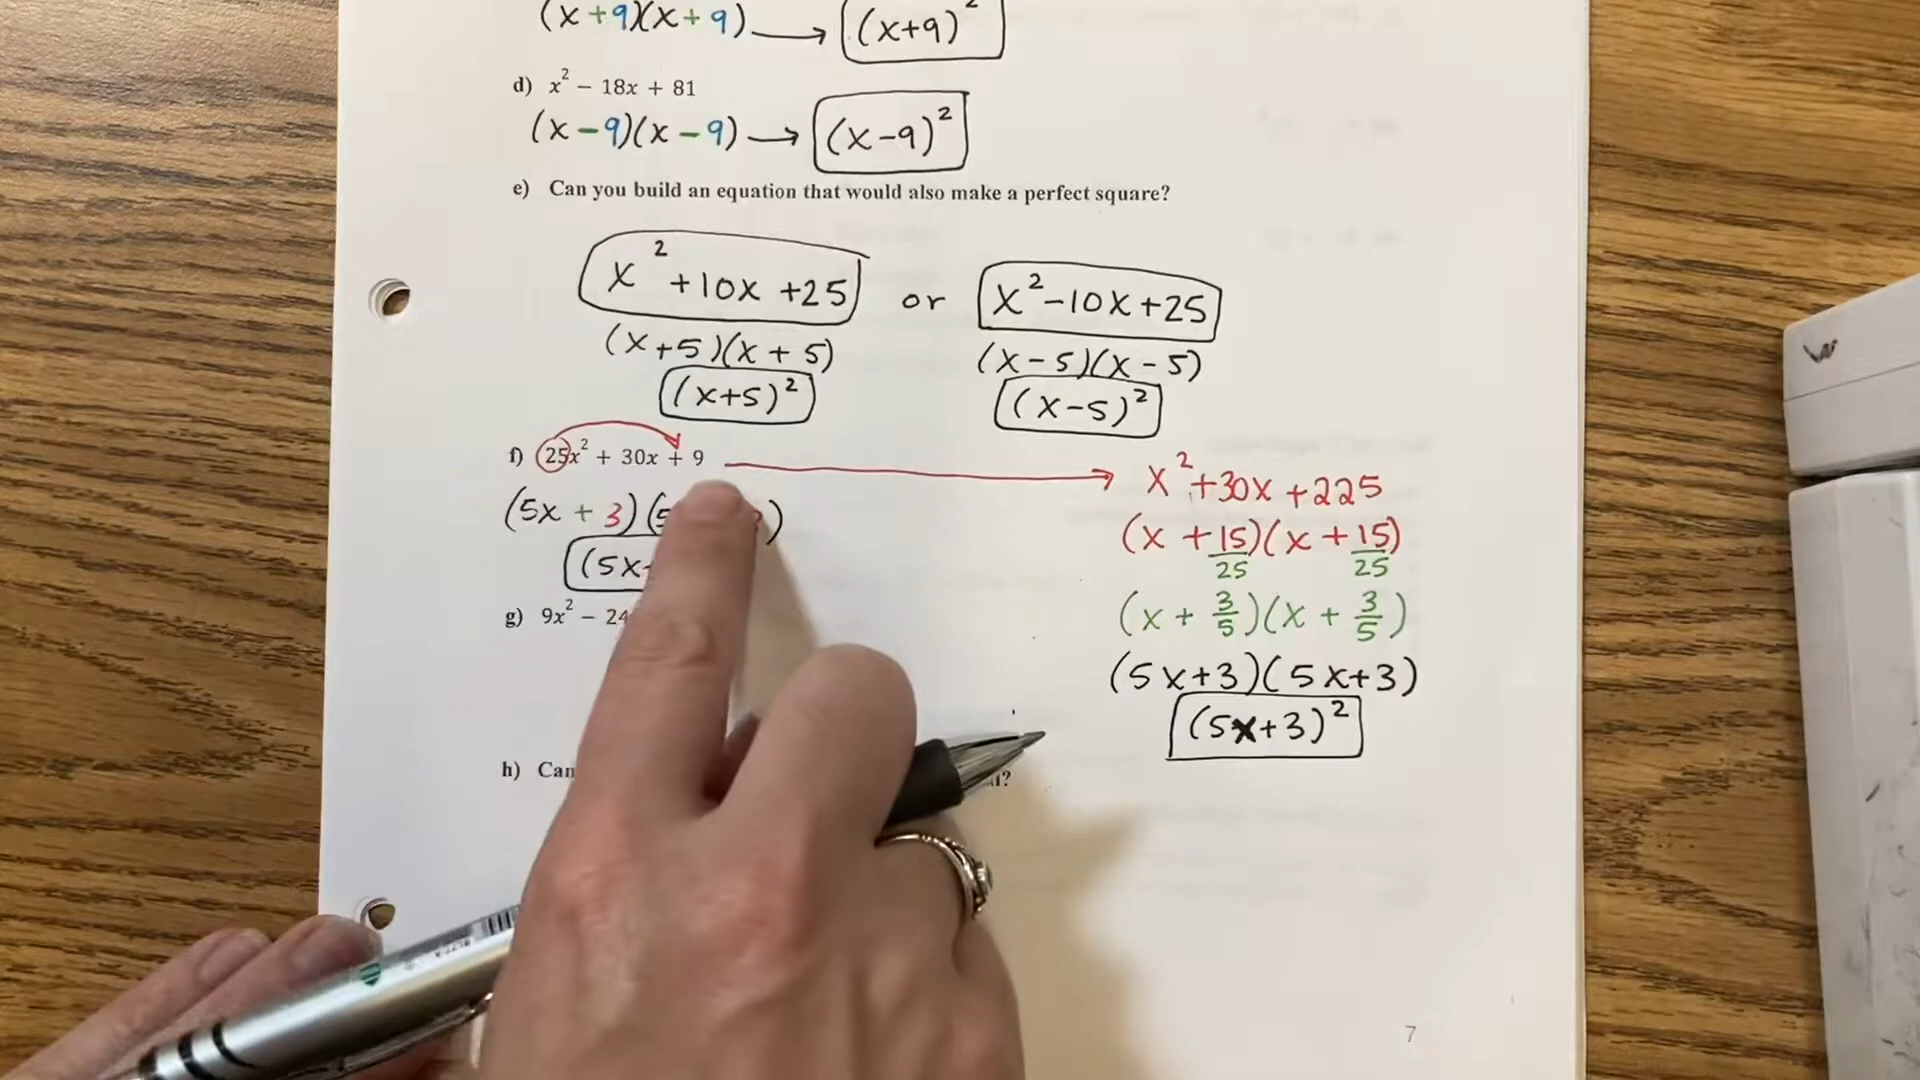 (x+9)(x+9) → (x+9)²
d) x² − 18x + 81
(x−9)(x−9) → (x−9)²
e) Can you build an equation that would also make a perfect square?
x² +10x +25 or x²−10x+25
(x+5)(x+5) (x−5)(x−5)
(x+5)² (x−5)²
f) 25x² + 30x + 9 → x²+30x+225
(5x + 3)( ) (x + 15/25)(x + 15/25)
(5x (x + 3/5)(x + 3/5)
g) 9x² − 24 (5x+3)(5x+3)
(5x+3)²
h) Can
7